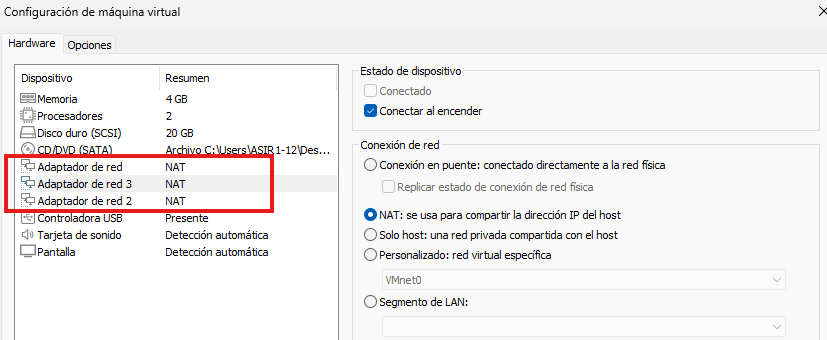 Configuración de máquina virtual
Hardware Opciones
Dispositivo Resumen
Memoria 4 GB
Procesadores 2
Disco duro (SCSI) 20 GB
CD/DVD (SATA) Archivo C:\Users\ASIR1-12\Des...
Adaptador de red NAT
Adaptador de red 3 NAT
Adaptador de red 2 NAT
Controladora USB Presente
Tarjeta de sonido Detección automática
Pantalla Detección automática
Estado de dispositivo
Conectado
Conectar al encender
Conexión de red
Conexión en puente: conectado directamente a la red física
Replicar estado de conexión de red física
NAT: se usa para compartir la dirección IP del host
Solo host: una red privada compartida con el host
Personalizado: red virtual específica
VMnet0
Segmento de LAN: